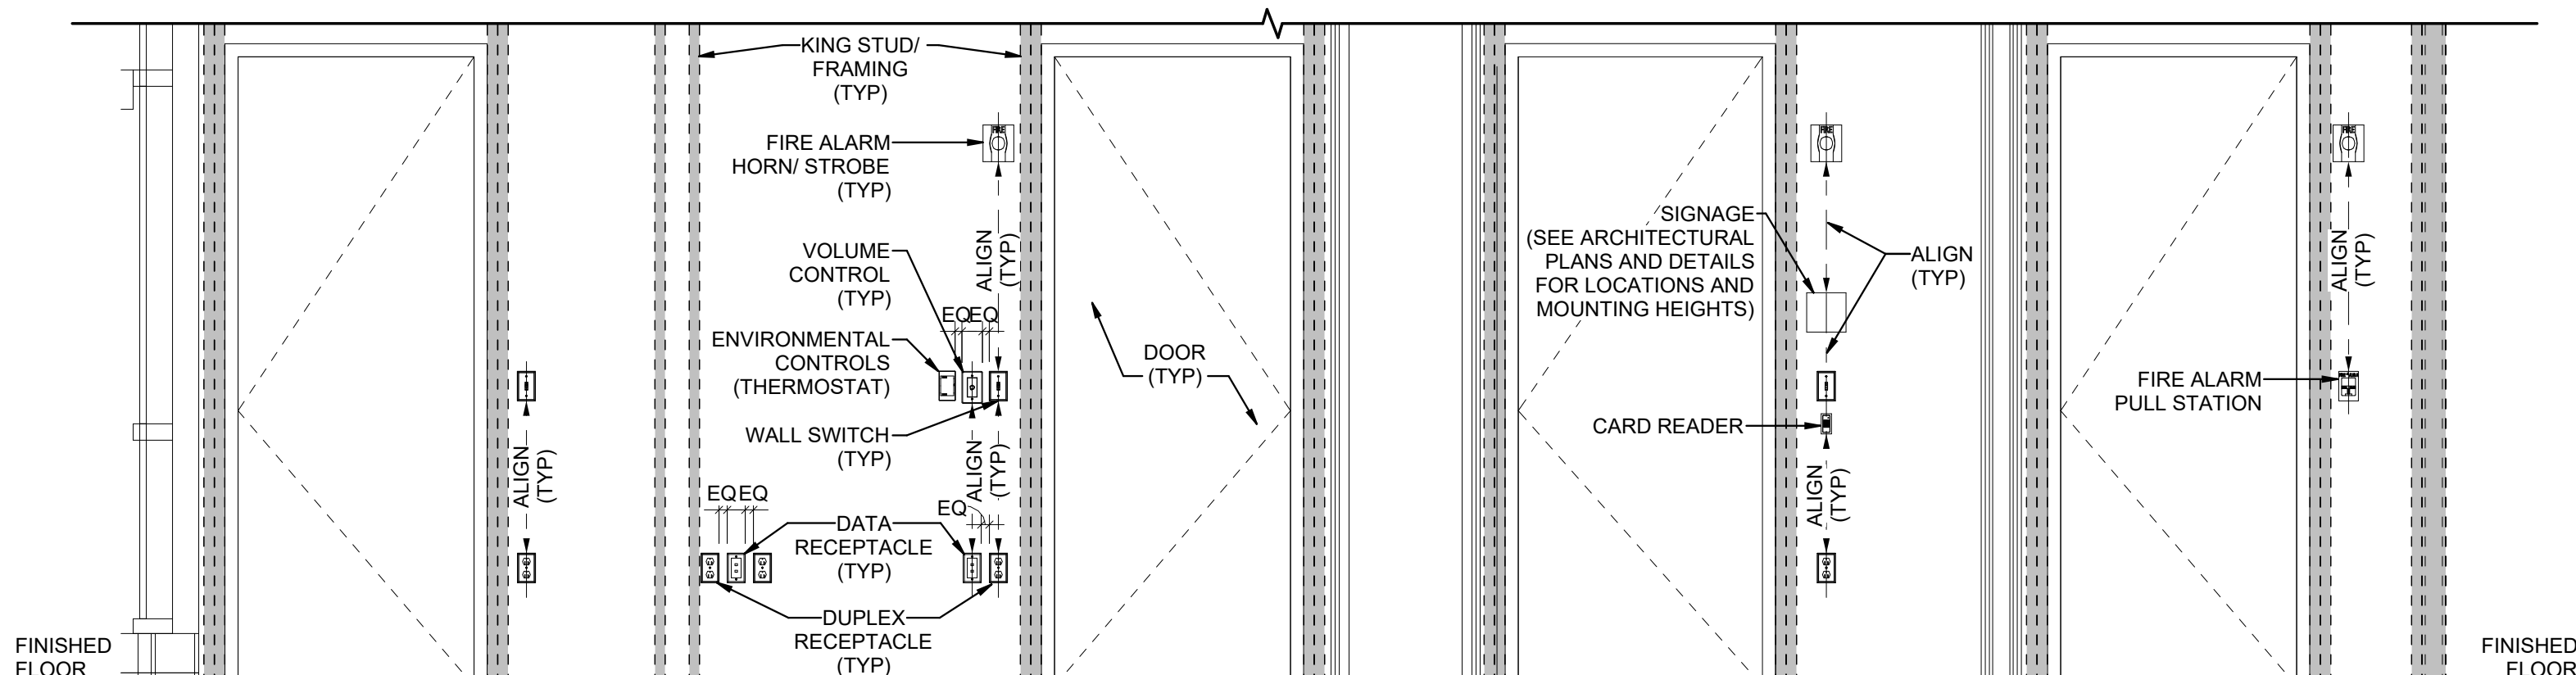 KING STUD/
FRAMING
(TYP)
FIRE ALARM
HORN/ STROBE
(TYP)
VOLUME
CONTROL
(TYP)
ALIGN
(TYP)
EQ EQ
ENVIRONMENTAL
CONTROLS
(THERMOSTAT)
WALL SWITCH
(TYP)
ALIGN
(TYP)
ALIGN
(TYP)
EQ EQ
EQ
DATA
RECEPTACLE
(TYP)
DUPLEX
RECEPTACLE
(TYP)
DOOR
(TYP)
SIGNAGE
(SEE ARCHITECTURAL
PLANS AND DETAILS
FOR LOCATIONS AND
MOUNTING HEIGHTS)
ALIGN
(TYP)
CARD READER
ALIGN
(TYP)
ALIGN
(TYP)
FIRE ALARM
PULL STATION
FIRE
FIRE
FIRE
FINISHED
FLOOR
FINISHED
FLOOR